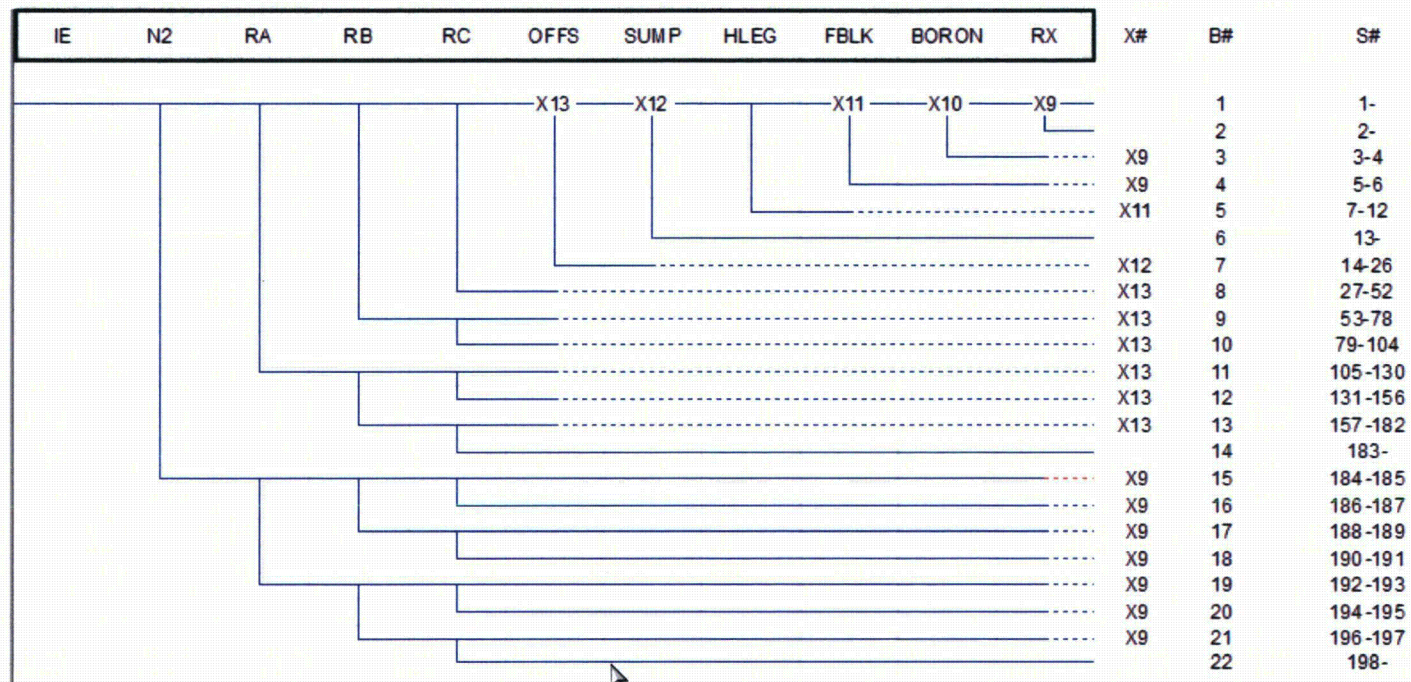 IE N2 RA RB RC OFFS SUMP HLEG FBLK BORON RX X# B# S#
X13 X12 X11 X10 X9 1 1-
2 2-
X9 3 3-4
X9 4 5-6
X11 5 7-12
6 13-
X12 7 14-26
X13 8 27-52
X13 9 53-78
X13 10 79-104
X13 11 105-130
X13 12 131-156
X13 13 157-182
14 183-
X9 15 184-185
X9 16 186-187
X9 17 188-189
X9 18 190-191
X9 19 192-193
X9 20 194-195
X9 21 196-197
22 198-